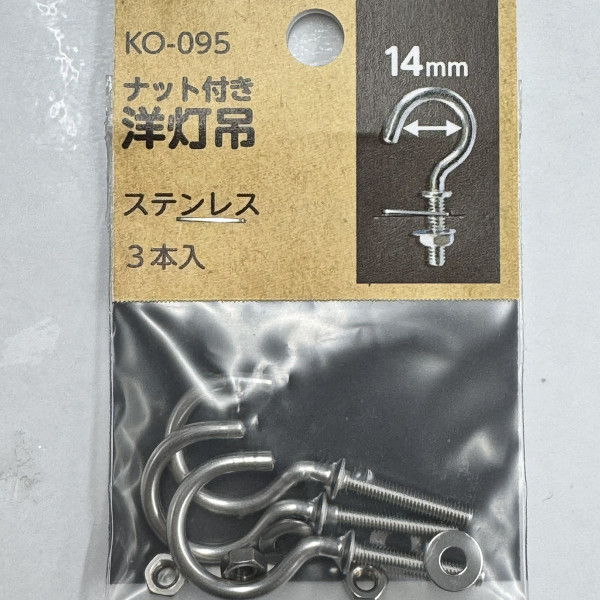 KO-095
ナット付き
洋灯吊
ステンレス
3本入
14mm